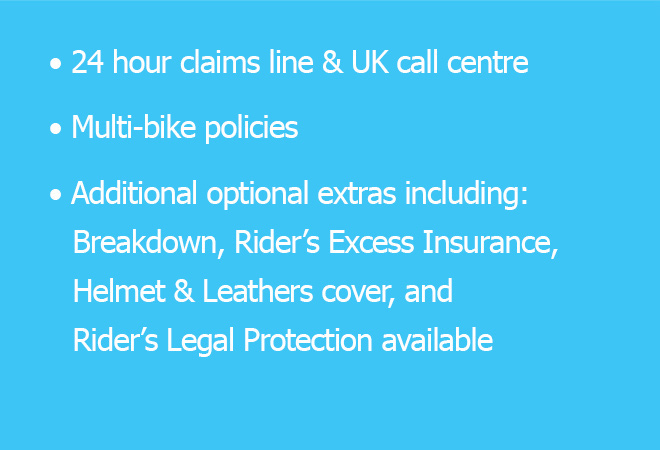 • 24 hour claims line & UK call centre
• Multi-bike policies
• Additional optional extras including:
Breakdown, Rider’s Excess Insurance,
Helmet & Leathers cover, and
Rider’s Legal Protection available